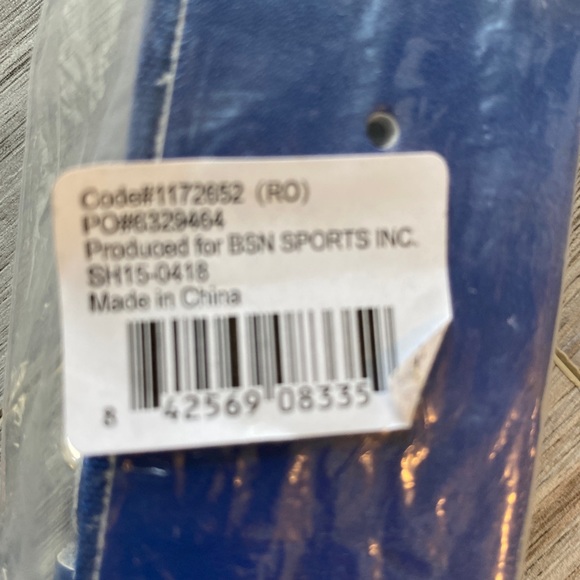 Code#1172652 (RO)
PO#6329464
Produced for BSN SPORTS INC.
SH15-0418
Made in China
8 42569 08335